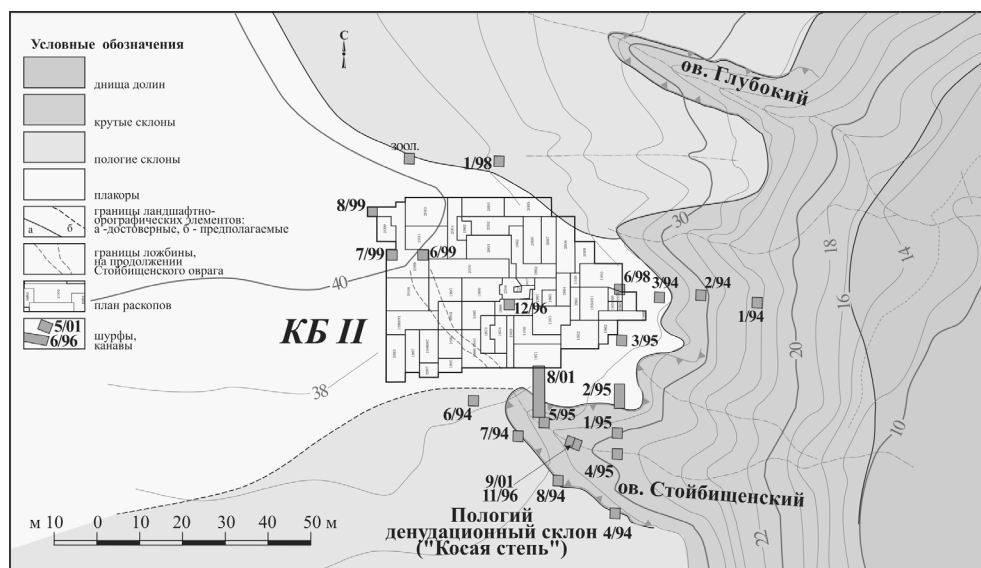 Условные обозначения
днища долин
крутые склоны
пологие склоны
плакоры
границы ландшафтно-
орографических элементов:
а -достоверные, б - предполагаемые
а
б
границы ложбины,
на продолжении
Стойбищенского оврага
план раскопов
5/01
6/96
шурфы,
канавы
С
ов. Глубокий
зоол.
1/98
8/99
7/99
6/99
40
30
18
14
16
6/98
3/94
2/94
1/94
12/96
КБ II
3/95
20
38
8/01
2/95
6/94
5/95
1/95
10
7/94
4/95
9/01
11/96
8/94
ов. Стойбищенский
4/94
22
Пологий
денудационный склон
("Косая степь")
м 10 0 10 20 30 40 50 м